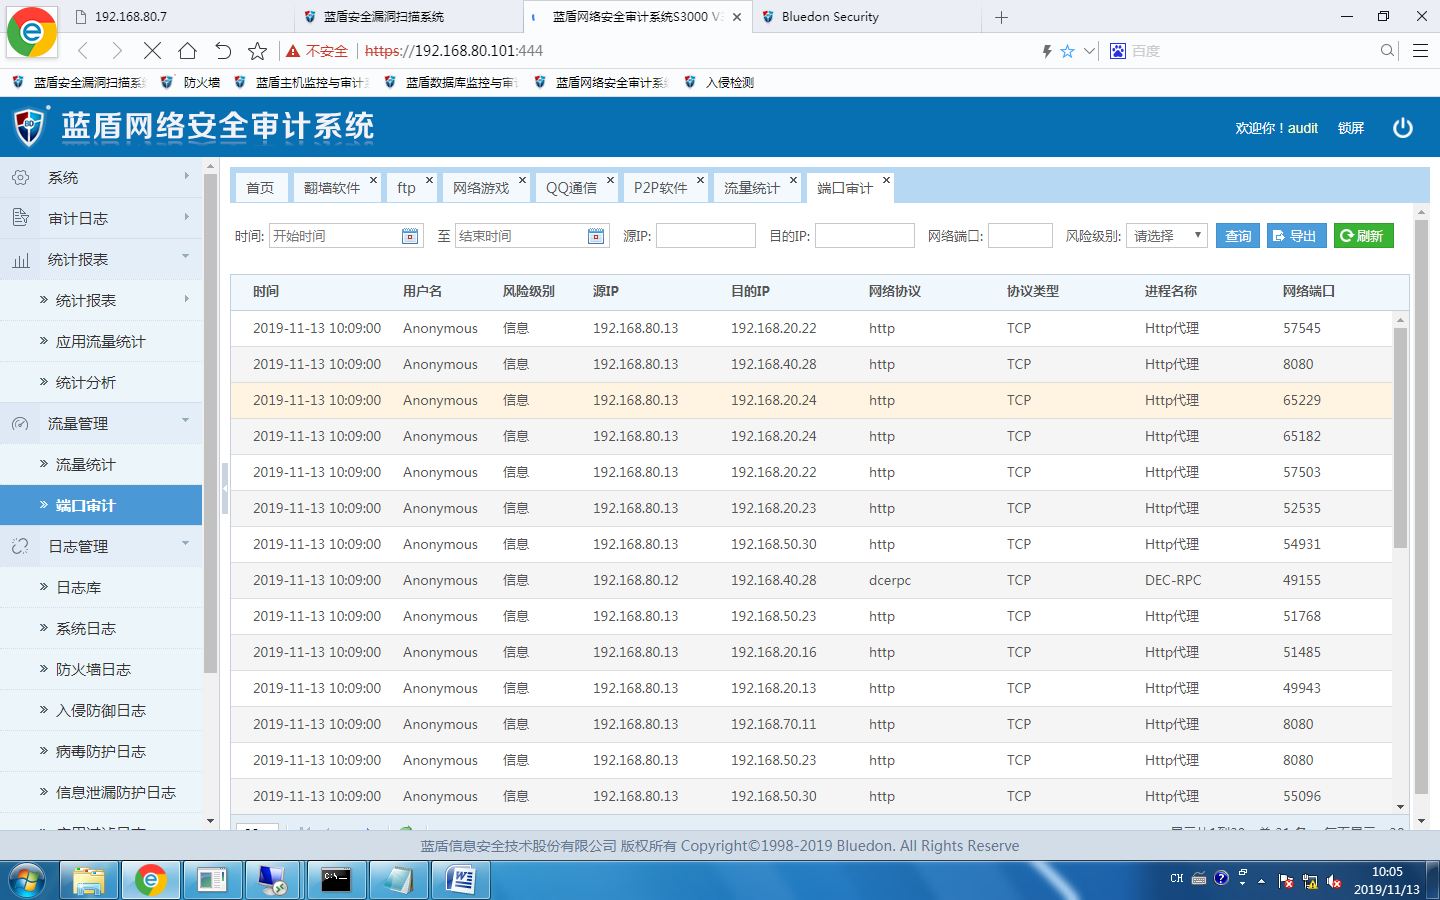 192.168.80.7
蓝盾安全漏洞扫描系统
蓝盾网络安全审计系统S3000 V
Bluedon Security
不安全 https://192.168.80.101:444
百度
蓝盾安全漏洞扫描系
防火墙
蓝盾主机监控与审计
蓝盾数据库监控与审
蓝盾网络安全审计系
入侵检测
蓝盾网络安全审计系统
欢迎你！audit 锁屏
系统
审计日志
统计报表
统计报表
应用流量统计
统计分析
流量管理
流量统计
端口审计
日志管理
日志库
系统日志
防火墙日志
入侵防御日志
病毒防护日志
信息泄漏防护日志
首页 翻墙软件 ftp 网络游戏 QQ通信 P2P软件 流量统计 端口审计
时间: 开始时间 至 结束时间 源IP: 目的IP: 网络端口: 风险级别: 请选择 查询 导出 刷新
时间 用户名 风险级别 源IP 目的IP 网络协议 协议类型 进程名称 网络端口
2019-11-13 10:09:00 Anonymous 信息 192.168.80.13 192.168.20.22 http TCP Http代理 57545
2019-11-13 10:09:00 Anonymous 信息 192.168.80.13 192.168.40.28 http TCP Http代理 8080
2019-11-13 10:09:00 Anonymous 信息 192.168.80.13 192.168.20.24 http TCP Http代理 65229
2019-11-13 10:09:00 Anonymous 信息 192.168.80.13 192.168.20.24 http TCP Http代理 65182
2019-11-13 10:09:00 Anonymous 信息 192.168.80.13 192.168.20.22 http TCP Http代理 57503
2019-11-13 10:09:00 Anonymous 信息 192.168.80.13 192.168.20.23 http TCP Http代理 52535
2019-11-13 10:09:00 Anonymous 信息 192.168.80.13 192.168.50.30 http TCP Http代理 54931
2019-11-13 10:09:00 Anonymous 信息 192.168.80.12 192.168.40.28 dcerpc TCP DEC-RPC 49155
2019-11-13 10:09:00 Anonymous 信息 192.168.80.13 192.168.50.23 http TCP Http代理 51768
2019-11-13 10:09:00 Anonymous 信息 192.168.80.13 192.168.20.16 http TCP Http代理 51485
2019-11-13 10:09:00 Anonymous 信息 192.168.80.13 192.168.20.13 http TCP Http代理 49943
2019-11-13 10:09:00 Anonymous 信息 192.168.80.13 192.168.70.11 http TCP Http代理 8080
2019-11-13 10:09:00 Anonymous 信息 192.168.80.13 192.168.50.23 http TCP Http代理 8080
2019-11-13 10:09:00 Anonymous 信息 192.168.80.13 192.168.50.30 http TCP Http代理 55096
蓝盾信息安全技术股份有限公司 版权所有 Copyright©1998-2019 Bluedon. All Rights Reserve
CH
10:05
2019/11/13